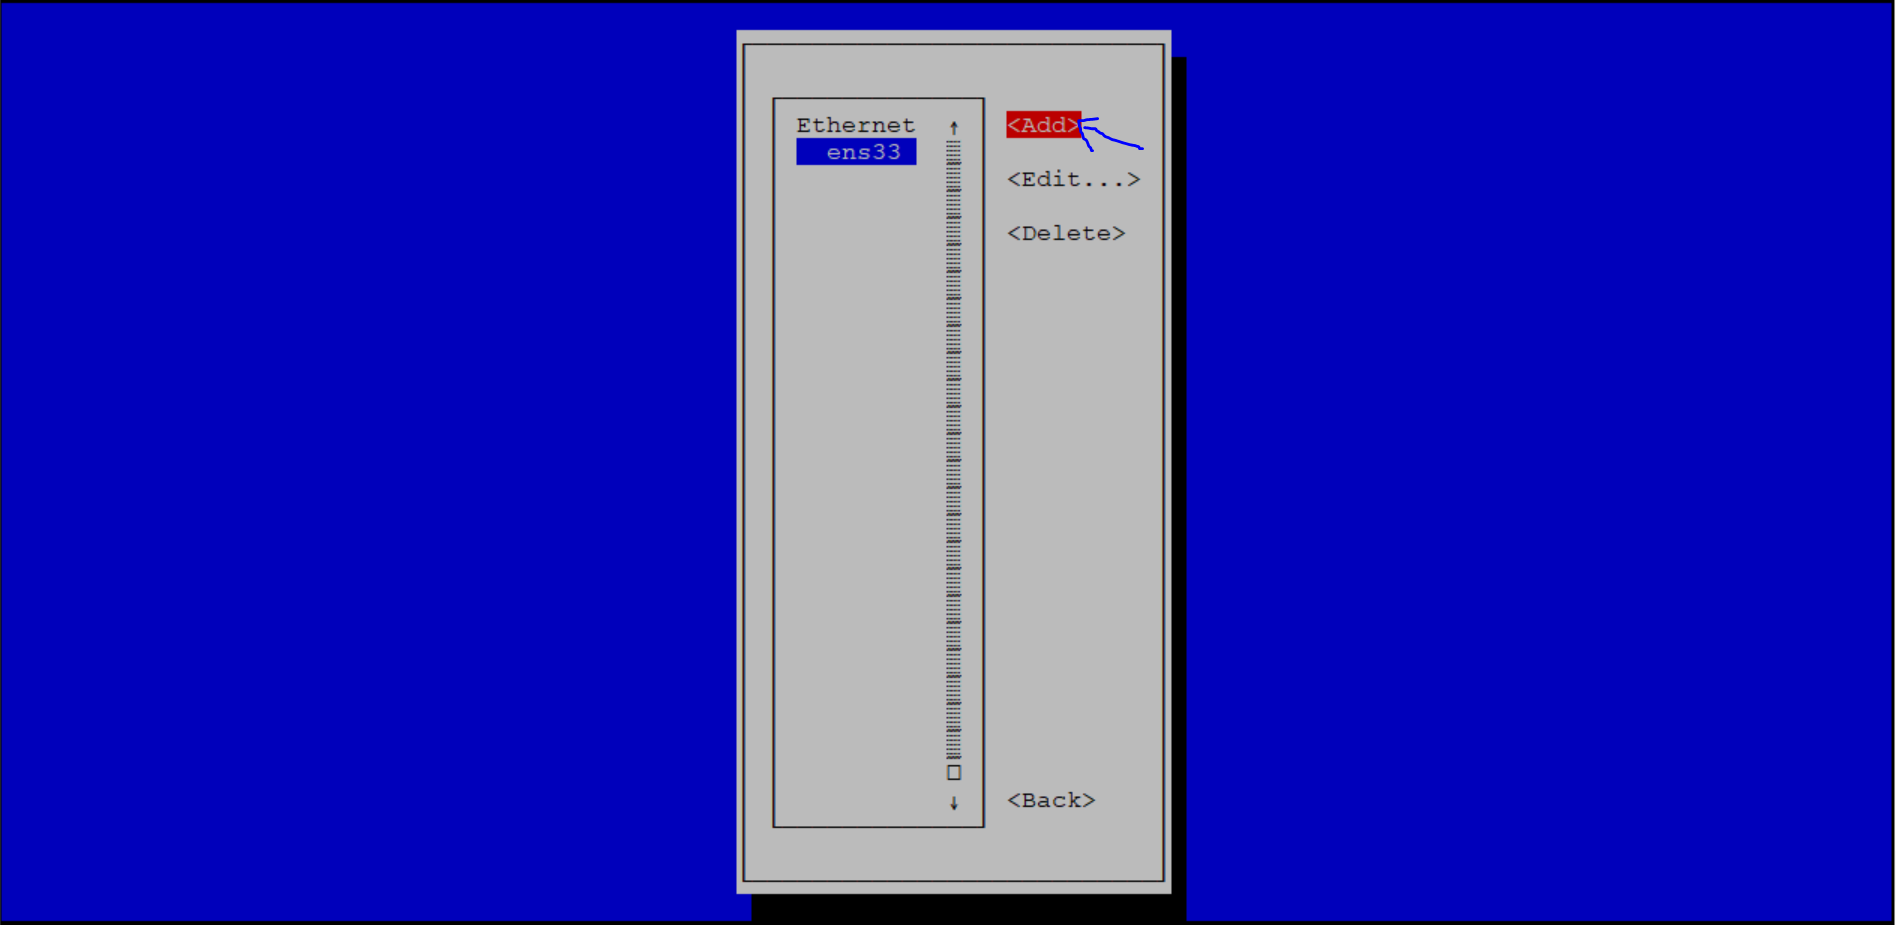 Ethernet ↑ <Add>
ens33
<Edit...>
<Delete>
↓ <Back>